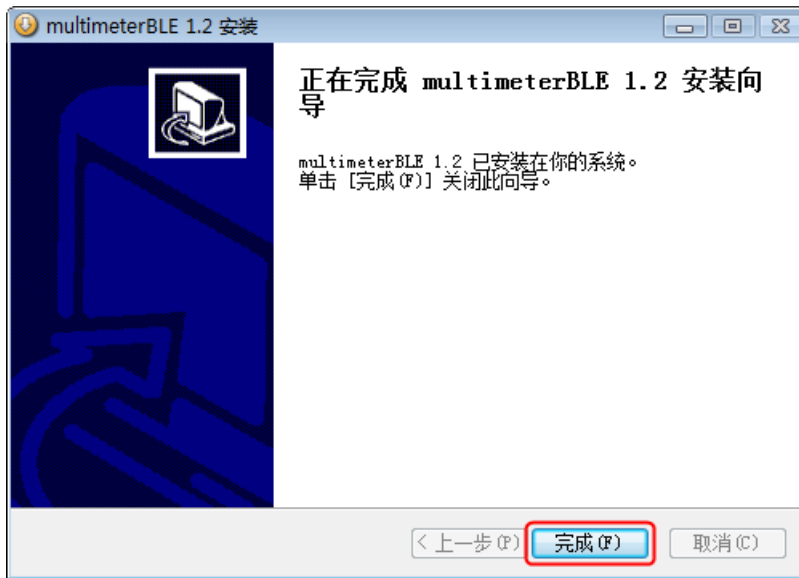 multimeterBLE 1.2 安装
正在完成 multimeterBLE 1.2 安装向
导
multimeterBLE 1.2 已安装在你的系统。
单击 [完成(F)] 关闭此向导。
< 上一步(P) 完成(F) 取消(C)